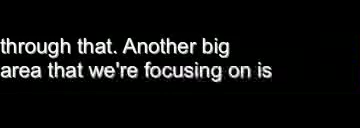 through that. Another big
area that we're focusing on is